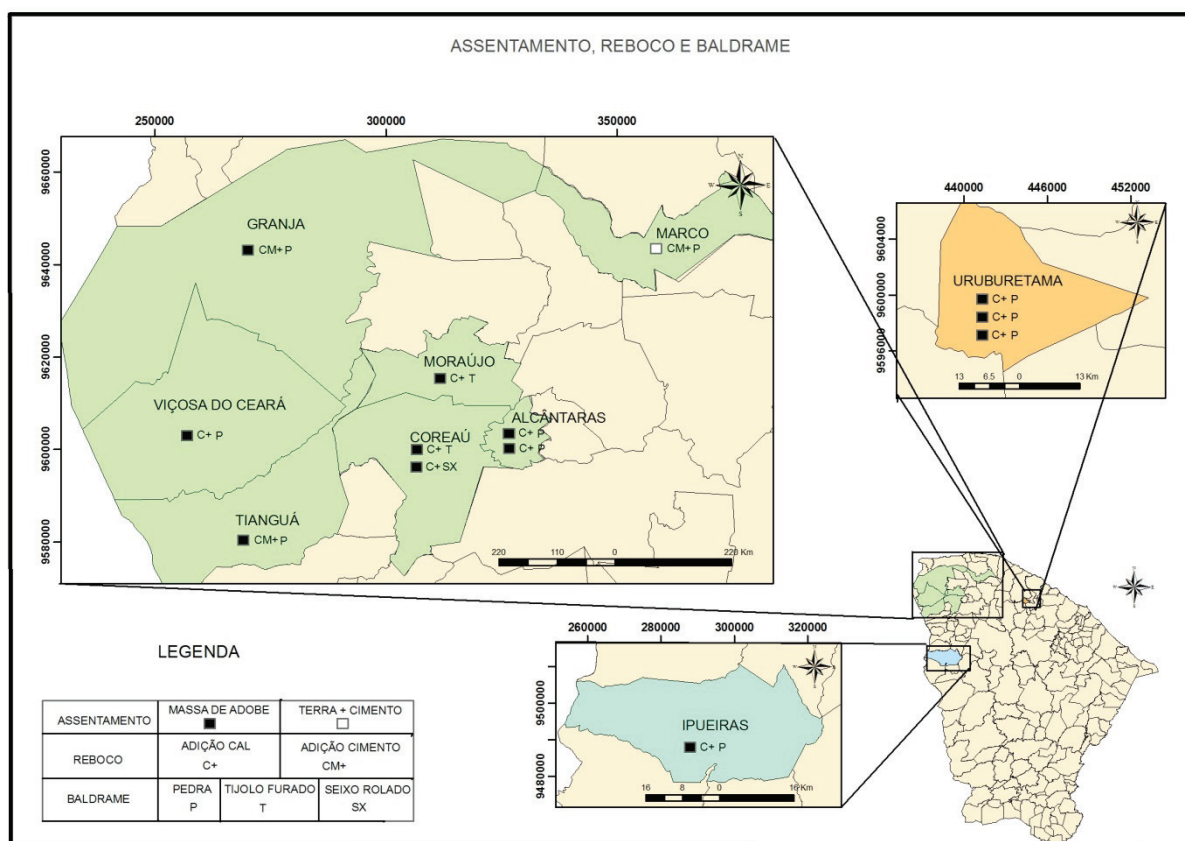 ASSENTAMENTO, REBOCO E BALDRAME
250000 300000 350000
9660000
9640000
9620000
9600000
9580000
N
W E
S
GRANJA
CM+ P
MARCO
CM+ P
MORAÚJO
C+ T
VIÇOSA DO CEARÁ
C+ P
COREAÚ
C+ T
C+ SX
ALCÂNTARAS
C+ P
C+ P
TIANGUÁ
CM+ P
220 110 0 220 Km
440000 446000 452000
9604000
9600000
9596000
URUBURETAMA
C+ P
C+ P
C+ P
13 6.5 0 13 Km
260000 280000 300000 320000
9500000
9480000
IPUEIRAS
C+ P
16 8 0 16 Km
LEGENDA
ASSENTAMENTO MASSA DE ADOBE TERRA + CIMENTO
REBOCO ADIÇÃO CAL C+ ADIÇÃO CIMENTO CM+
BALDRAME PEDRA P TIJOLO FURADO T SEIXO ROLADO SX